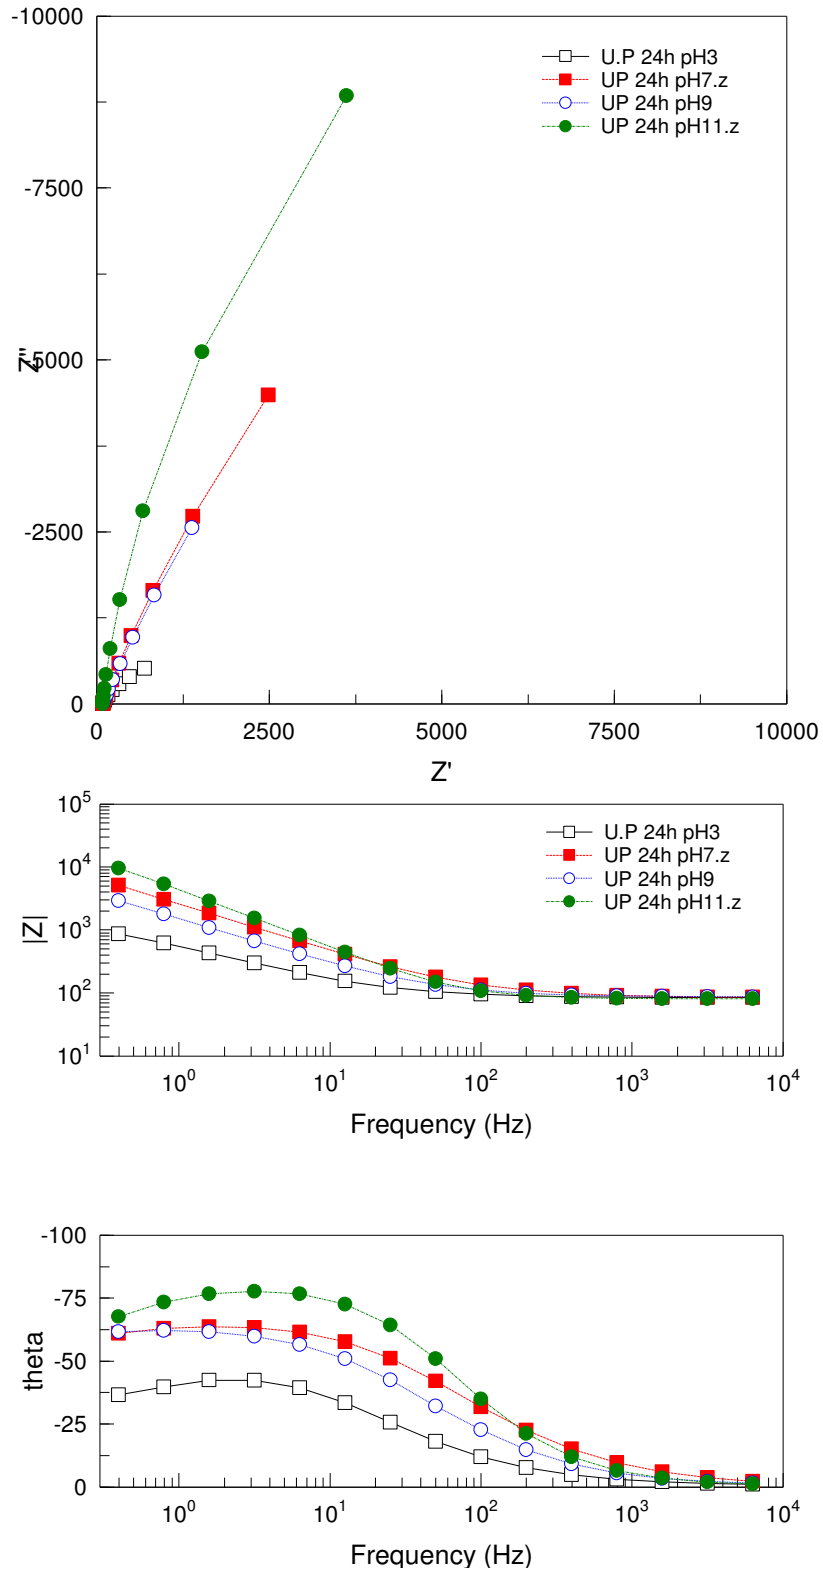 -10000
U.P 24h pH3
UP 24h pH7.z
UP 24h pH9
UP 24h pH11.z
-7500
-5000
Z''
-2500
0
0 2500 5000 7500 10000
Z'
10^5
U.P 24h pH3
UP 24h pH7.z
UP 24h pH9
UP 24h pH11.z
10^4
|Z|
10^3
10^2
10^1
10^0 10^1 10^2 10^3 10^4
Frequency (Hz)
-100
-75
-50
theta
-25
0
10^0 10^1 10^2 10^3 10^4
Frequency (Hz)